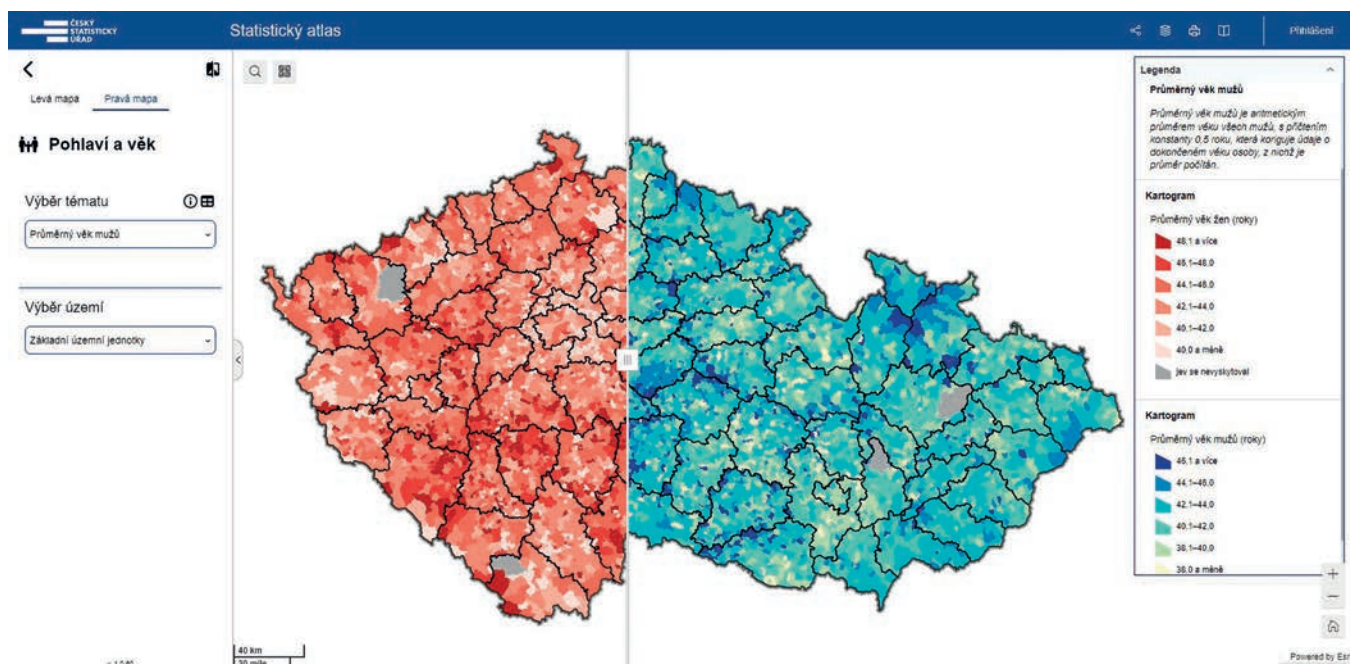 ČESKÝ
STATISTICKÝ
ÚŘAD
Statistický atlas
Přihlášení
Levá mapa
Pravá mapa
Pohlaví a věk
Výběr tématu
Průměrný věk mužů
Výběr území
Základní územní jednotky
40 km
Legenda
Průměrný věk mužů
Průměrný věk mužů je aritmetickým
průměrem věku všech mužů, s přičtením
konstanty 0,5 roku, která koriguje údaje o
dokončeném věku osoby, z nichž je
průměr počítán.
Kartogram
Průměrný věk žen (roky)
48,1 a více
46,1–48,0
44,1–46,0
42,1–44,0
40,1–42,0
40,0 a méně
jev se nevyskytoval
Kartogram
Průměrný věk mužů (roky)
46,1 a více
44,1–46,0
42,1–44,0
40,1–42,0
38,1–40,0
38,0 a méně
Powered by Esri